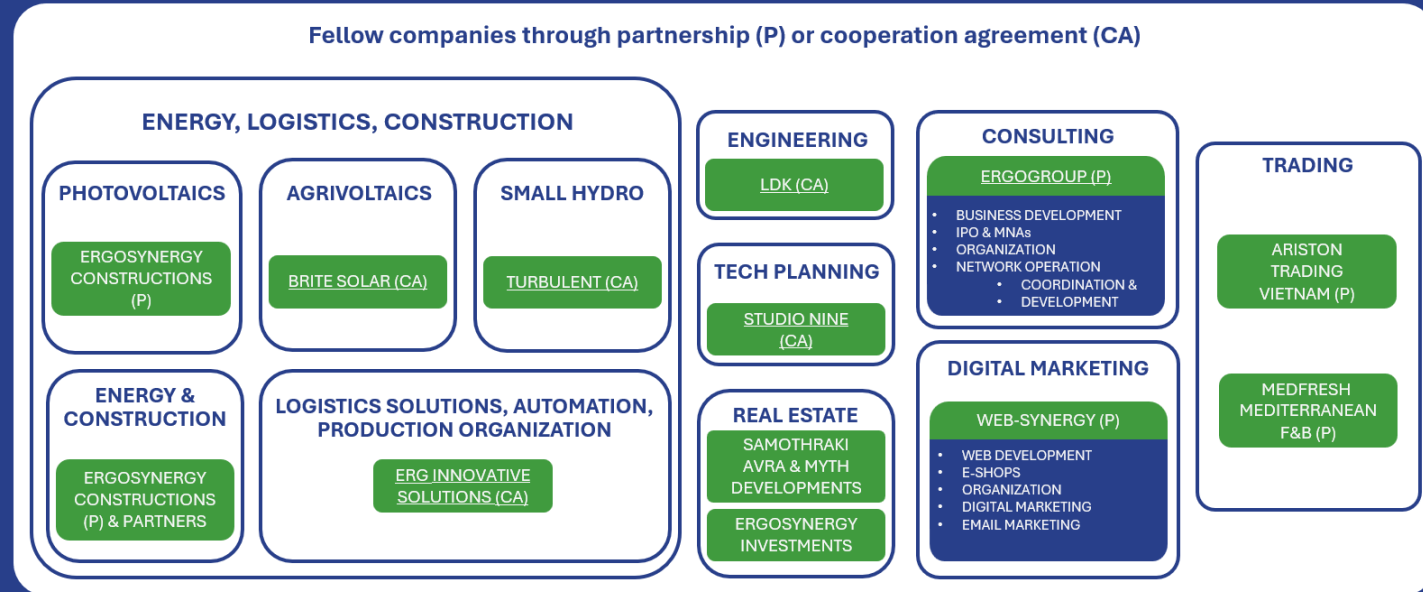 Fellow companies through partnership (P) or cooperation agreement (CA)
ENERGY, LOGISTICS, CONSTRUCTION
PHOTOVOLTAICS
ERGOSYNERGY
CONSTRUCTIONS
(P)
AGRIVOLTAICS
BRITE SOLAR (CA)
SMALL HYDRO
TURBULENT (CA)
ENERGY &
CONSTRUCTION
ERGOSYNERGY
CONSTRUCTIONS
(P) & PARTNERS
LOGISTICS SOLUTIONS, AUTOMATION,
PRODUCTION ORGANIZATION
ERG INNOVATIVE
SOLUTIONS (CA)
ENGINEERING
LDK (CA)
TECH PLANNING
STUDIO NINE
(CA)
REAL ESTATE
SAMOTHRAKI
AVRA & MYTH
DEVELOPMENTS
ERGOSYNERGY
INVESTMENTS
CONSULTING
ERGOGROUP (P)
• BUSINESS DEVELOPMENT
• IPO & MNAs
• ORGANIZATION
• NETWORK OPERATION
• COORDINATION &
• DEVELOPMENT
DIGITAL MARKETING
WEB-SYNERGY (P)
• WEB DEVELOPMENT
• E-SHOPS
• ORGANIZATION
• DIGITAL MARKETING
• EMAIL MARKETING
TRADING
ARISTON
TRADING
VIETNAM (P)
MEDFRESH
MEDITERRANEAN
F&B (P)